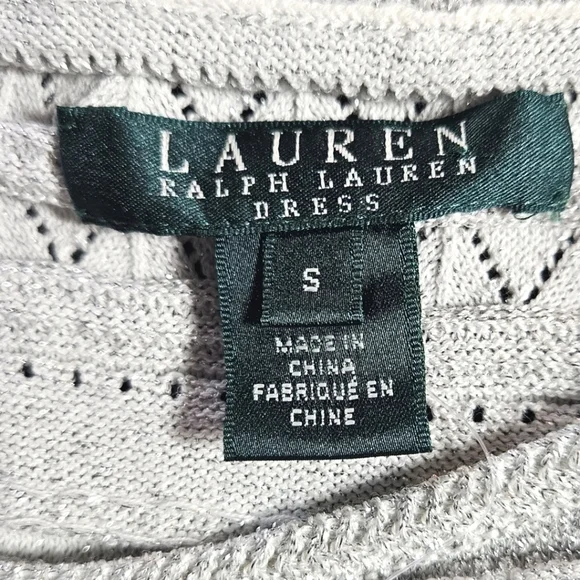 LAUREN
RALPH LAUREN
DRESS
S
MADE IN
CHINA
FABRIQUÉ EN
CHINE